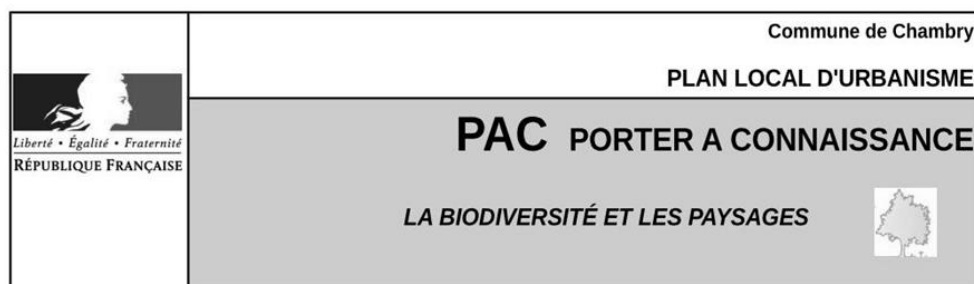 Commune de Chambry
PLAN LOCAL D'URBANISME
Liberté • Égalité • Fraternité
RÉPUBLIQUE FRANÇAISE
PAC PORTER A CONNAISSANCE
LA BIODIVERSITÉ ET LES PAYSAGES